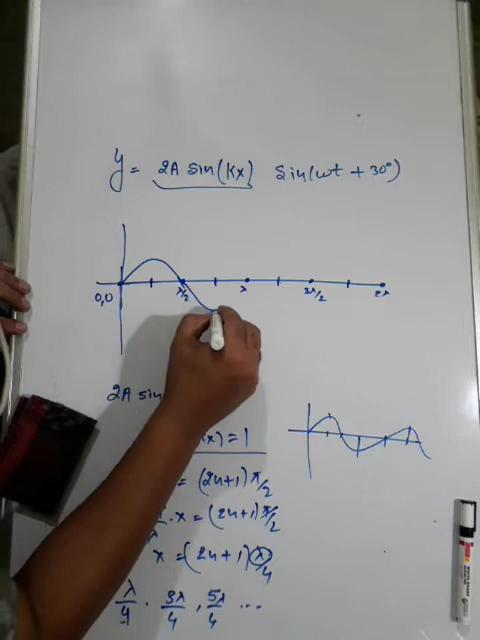 y = 2A sin(kx) sin(ωt + 30°)
0,0 λ/2 λ 3λ/2 2λ
2A sin
x) = 1
= (2n+1)π/2
. x = (2n+1)π/2
x = (2n+1)λ/4
λ/4 . 3λ/4 , 5λ/4 ...